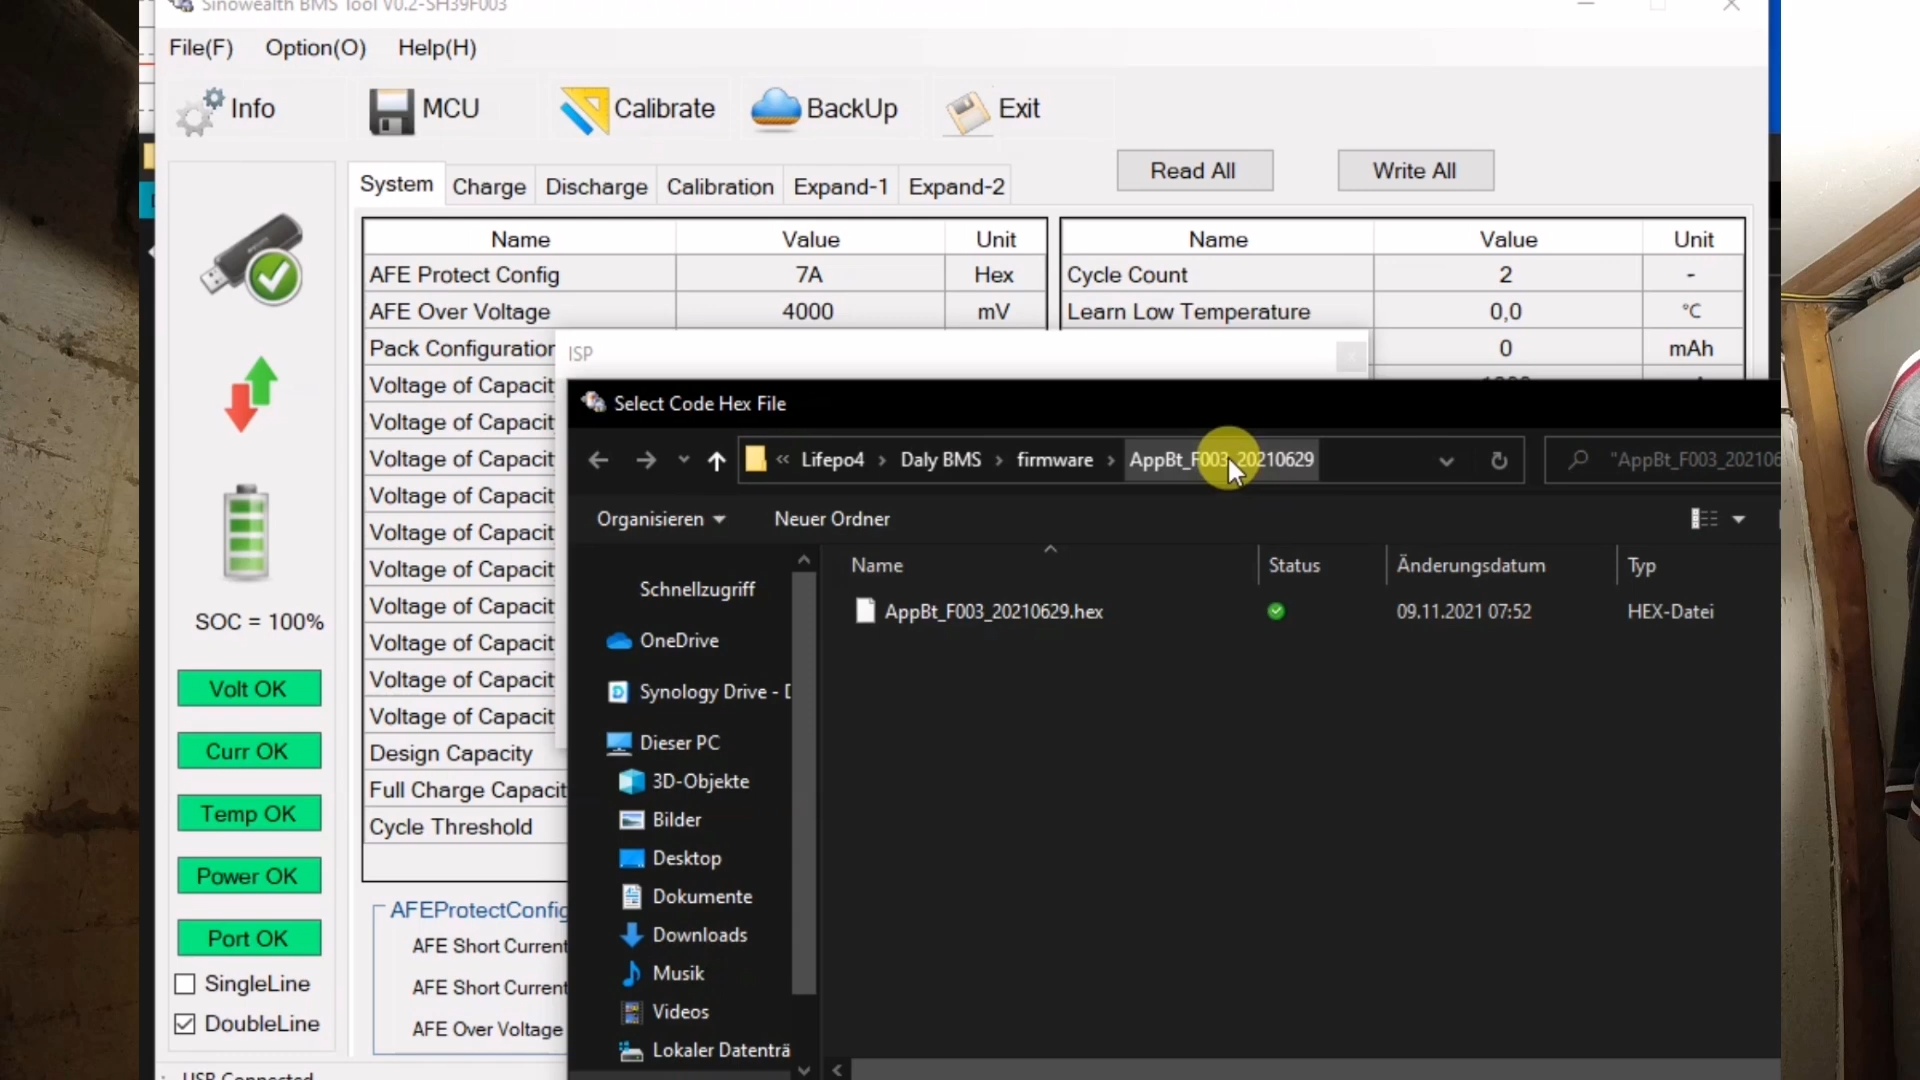 Sinowealth BMS Tool V0.2-SH39F003
File(F) Option(O) Help(H)
Info MCU Calibrate BackUp Exit
Read All Write All
System Charge Discharge Calibration Expand-1 Expand-2
Name Value Unit Name Value Unit
AFE Protect Config 7A Hex Cycle Count 2 -
AFE Over Voltage 4000 mV Learn Low Temperature 0,0 °C
Pack Configuration 0 mAh
Voltage of Capacit
Voltage of Capacit
Voltage of Capacit
Voltage of Capacit
Voltage of Capacit
Voltage of Capacit
Voltage of Capacit
Voltage of Capacit
Voltage of Capacit
Voltage of Capacit
Design Capacity
Full Charge Capacit
Cycle Threshold
AFEProtectConfig
AFE Short Current
AFE Short Current
AFE Over Voltage
SOC = 100%
Volt OK
Curr OK
Temp OK
Power OK
Port OK
SingleLine
DoubleLine
USB Connected
ISP
Select Code Hex File
« Lifepo4 › Daly BMS › firmware › AppBt_F003_20210629
"AppBt_F003_202106
Organisieren Neuer Ordner
Name Status Änderungsdatum Typ
AppBt_F003_20210629.hex 09.11.2021 07:52 HEX-Datei
Schnellzugriff
OneDrive
Synology Drive - D
Dieser PC
3D-Objekte
Bilder
Desktop
Dokumente
Downloads
Musik
Videos
Lokaler Datenträ